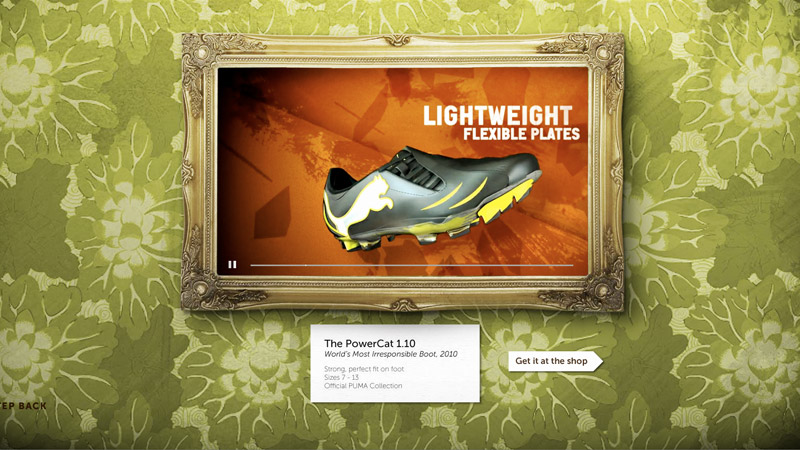 LIGHTWEIGHT
FLEXIBLE PLATES
The PowerCat 1.10
World's Most Irresponsible Boot, 2010
Strong, perfect fit on foot
Sizes 7 - 13
Official PUMA Collection
Get it at the shop
TEP BACK